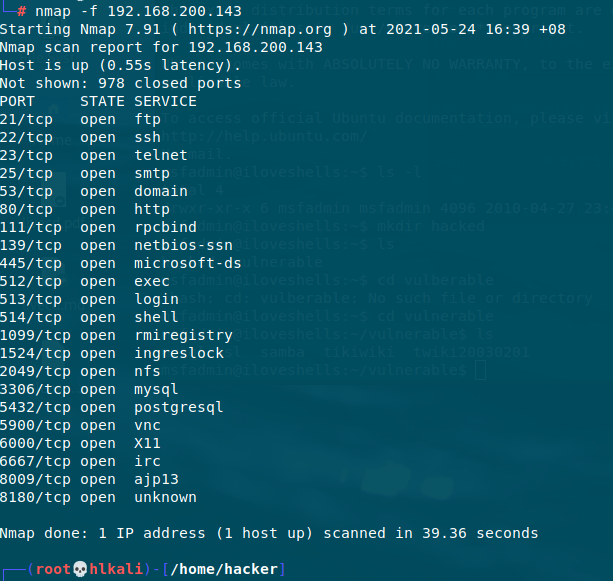 # nmap -f 192.168.200.143
Starting Nmap 7.91 ( https://nmap.org ) at 2021-05-24 16:39 +08
Nmap scan report for 192.168.200.143
Host is up (0.55s latency).
Not shown: 978 closed ports
PORT STATE SERVICE
21/tcp open ftp
22/tcp open ssh
23/tcp open telnet
25/tcp open smtp
53/tcp open domain
80/tcp open http
111/tcp open rpcbind
139/tcp open netbios-ssn
445/tcp open microsoft-ds
512/tcp open exec
513/tcp open login
514/tcp open shell
1099/tcp open rmiregistry
1524/tcp open ingreslock
2049/tcp open nfs
3306/tcp open mysql
5432/tcp open postgresql
5900/tcp open vnc
6000/tcp open X11
6667/tcp open irc
8009/tcp open ajp13
8180/tcp open unknown
Nmap done: 1 IP address (1 host up) scanned in 39.36 seconds
(root💀hlkali)-[/home/hacker]